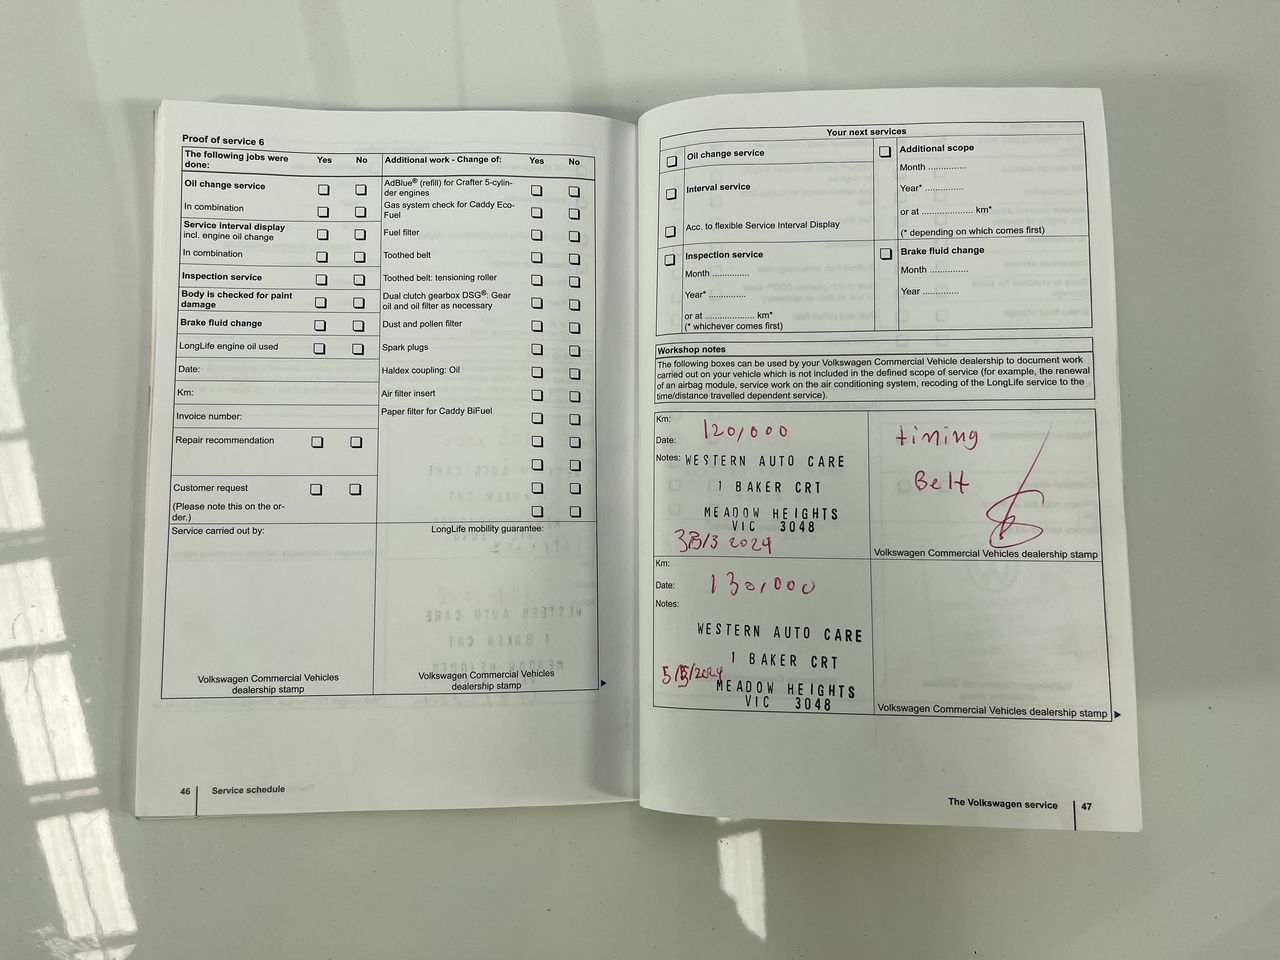 Proof of service 6
The following jobs were done:
Yes
No
Additional work - Change of:
Yes
No
Oil change service
In combination
Service interval display
incl. engine oil change
In combination
Inspection service
Body is checked for paint
damage
Brake fluid change
LongLife engine oil used
Date:
Km:
Invoice number:
Repair recommendation
Customer request
(Please note this on the or-
der.)
AdBlue® (refill) for Crafter 5-cylin-
der engines
Gas system check for Caddy Eco-
Fuel
Fuel filter
Toothed belt
Toothed belt: tensioning roller
Dual clutch gearbox DSG®: Gear
oil and oil filter as necessary
Dust and pollen filter
Spark plugs
Haldex coupling: Oil
Air filter insert
Paper filter for Caddy BiFuel
Service carried out by:
LongLife mobility guarantee:
Volkswagen Commercial Vehicles
dealership stamp
Volkswagen Commercial Vehicles
dealership stamp
46
Service schedule
Your next services
Oil change service
Interval service
Acc. to flexible Service Interval Display
Additional scope
Month ..............
Year* ..............
or at .................... km*
(* depending on which comes first)
Inspection service
Month .............
Year* ..............
or at .................... km*
(* whichever comes first)
Brake fluid change
Month ..............
Year .............
Workshop notes
The following boxes can be used by your Volkswagen Commercial Vehicle dealership to document work
carried out on your vehicle which is not included in the defined scope of service (for example, the renewal
of an airbag module, service work on the air conditioning system, recoding of the LongLife service to the
time/distance travelled dependent service).
Km:
Date:
120,000
Notes:
WESTERN AUTO CARE
1 BAKER CRT
MEADOW HEIGHTS
VIC 3048
timing
Belt
Volkswagen Commercial Vehicles dealership stamp
Km:
Date:
130,000
Notes:
WESTERN AUTO CARE
1 BAKER CRT
MEADOW HEIGHTS
VIC 3048
Volkswagen Commercial Vehicles dealership stamp
The Volkswagen service
47